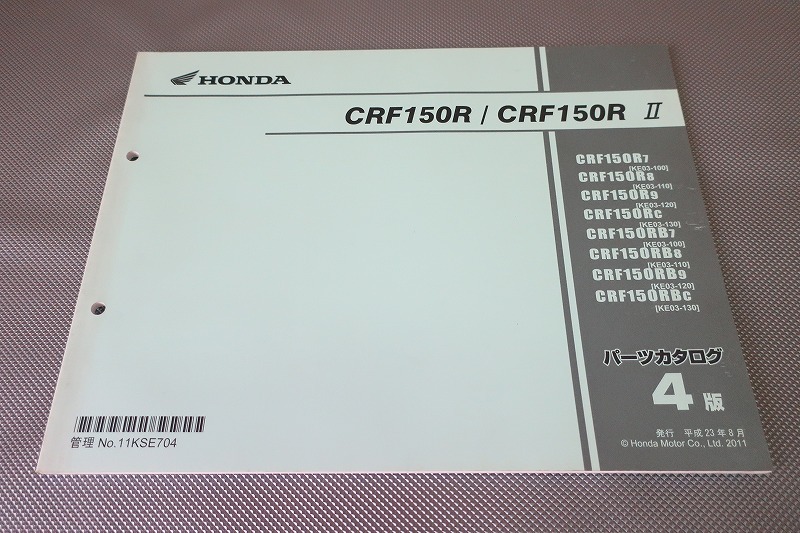 HONDA
CRF150R / CRF150R Ⅱ
CRF150R7
[KE03-100]
CRF150R8
[KE03-110]
CRF150R9
[KE03-120]
CRF150RC
[KE03-130]
CRF150RB7
[KE03-100]
CRF150RB8
[KE03-110]
CRF150RB9
[KE03-120]
CRF150RBC
[KE03-130]
パーツカタログ
4版
発行 平成23年8月
© Honda Motor Co., Ltd. 2011
管理 No.11KSE704